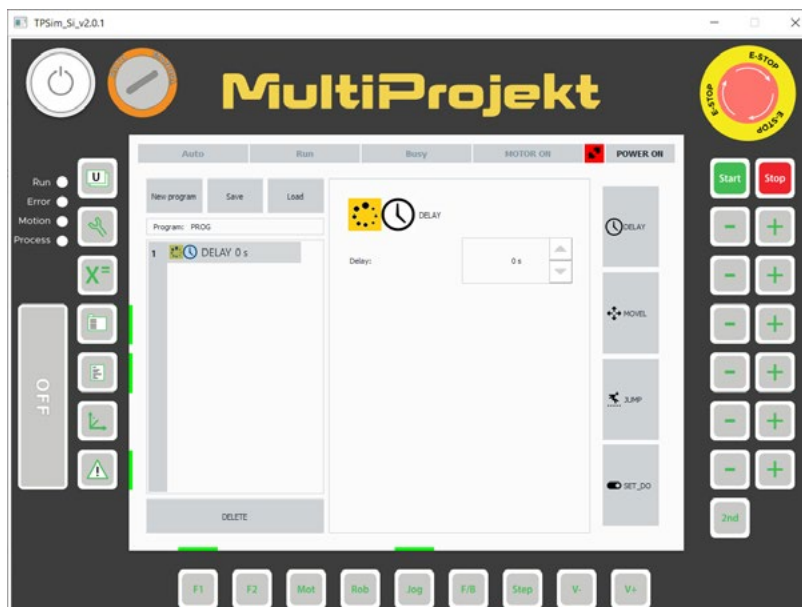 TPSim_Si_v2.0.1
MultiProjekt
E-STOP
E-STOP
E-STOP
Auto
Run
Busy
MOTOR ON
POWER ON
Run
Error
Motion
Process
U
X=
OFF
New program
Save
Load
Program: PROG
1 DELAY 0 s
DELETE
DELAY
Delay:
0 s
DELAY
MOVEL
JUMP
SET_DO
Start
Stop
- +
- +
- +
- +
- +
- +
2nd
F1
F2
Mot
Rob
Jog
F/B
Step
V-
V+